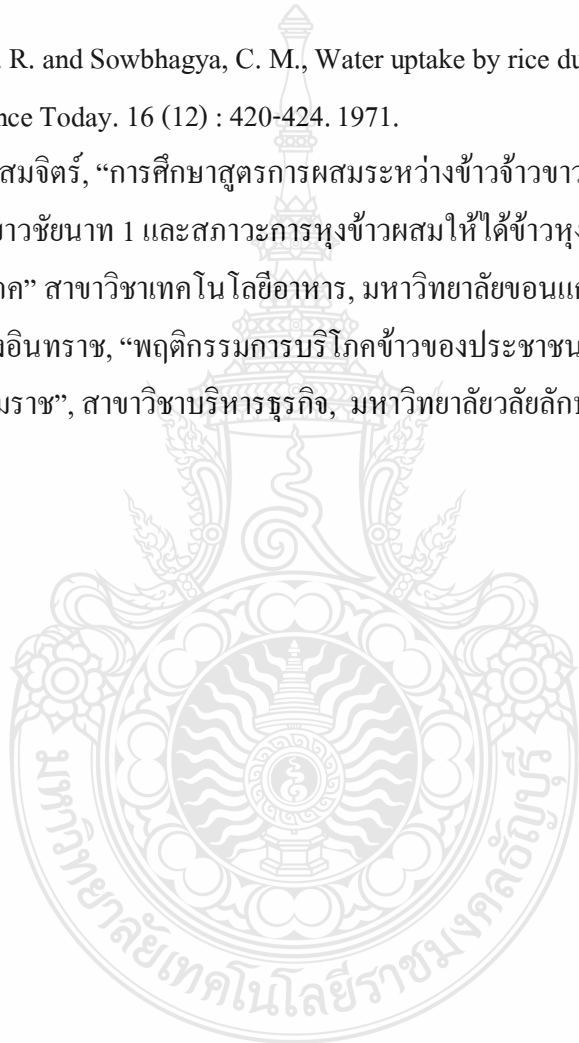 . R. and Sowbhagya, C. M., Water uptake by rice du
nce Today. 16 (12) : 420-424. 1971.
สมจิตร์, “การศึกษาสูตรการผสมระหว่างข้าวจ้าวขาว
าวชัยนาท 1 และสภาวะการหุงข้าวผสมให้ได้ข้าวหุง
ภค” สาขาวิชาเทคโนโลยีอาหาร, มหาวิทยาลัยขอนแก
งอินทราช, “พฤติกรรมการบริโภคข้าวของประชาชน
มราช”, สาขาวิชาบริหารธุรกิจ, มหาวิทยาลัยวลัยลักษ
มหาวิทยาลัยเทคโนโลยีราชมงคลธัญบุรี